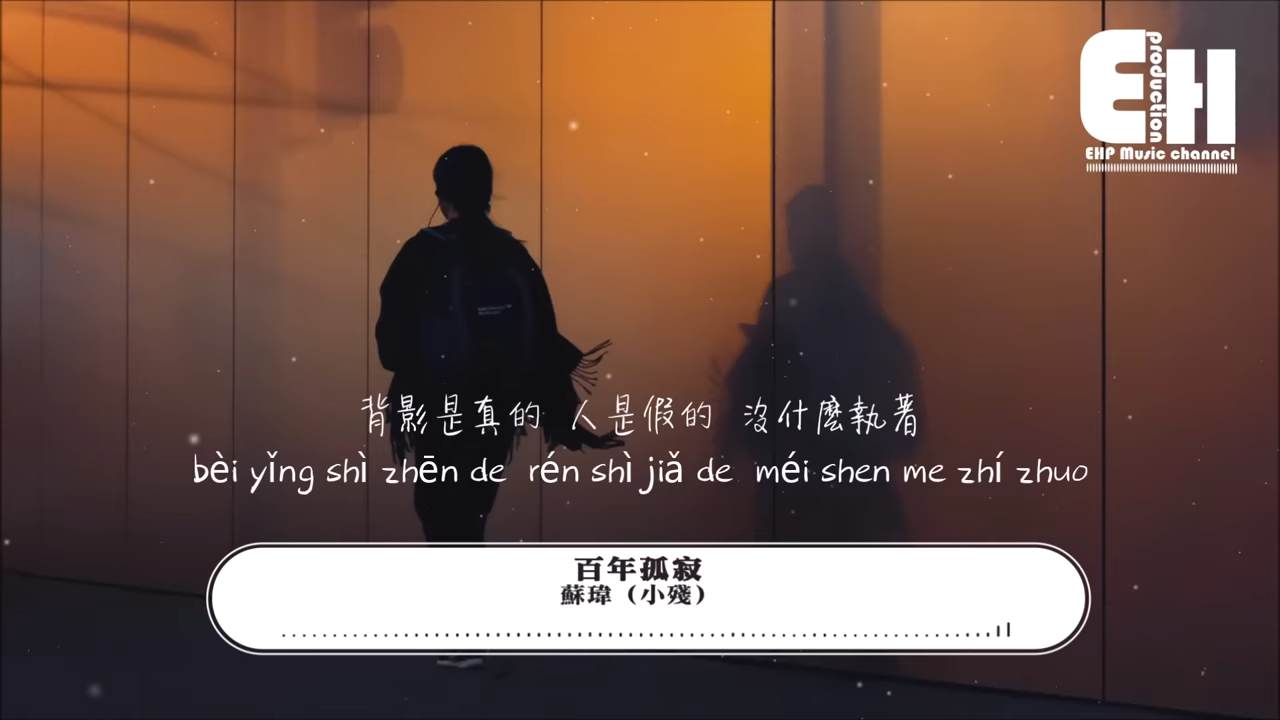 EH
production
EHP Music channel
背影是真的 人是假的 沒什麼執著
bèi yǐng shì zhēn de rén shì jiǎ de méi shen me zhí zhuo
百年孤寂
蘇瑋（小殘）